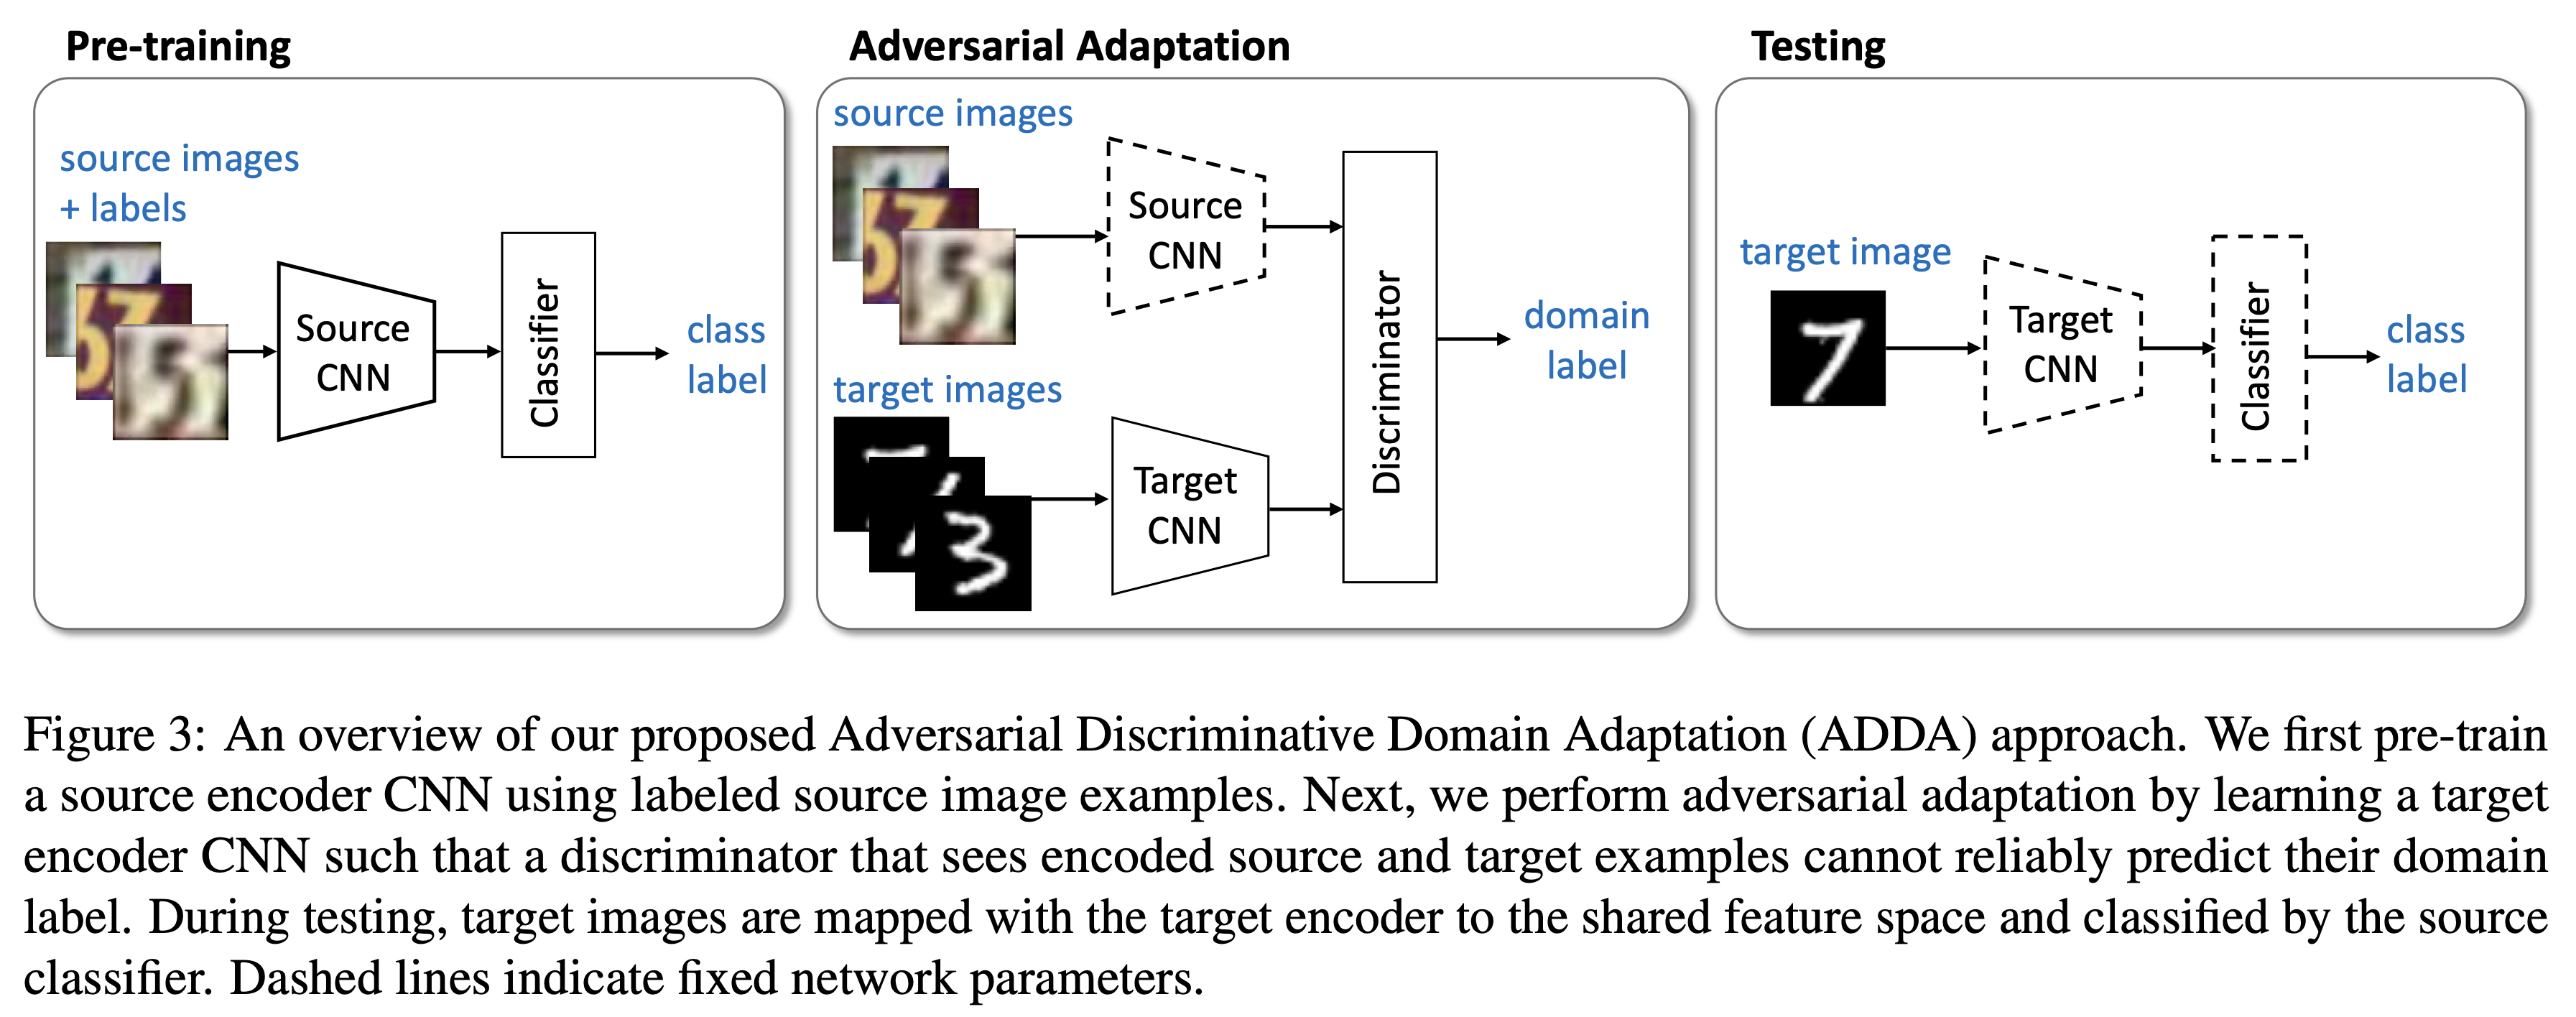 Pre-training
source images
+ labels
Source
CNN
Classifier
class
label
Adversarial Adaptation
source images
Source
CNN
target images
Target
CNN
Discriminator
domain
label
Testing
target image
7
Target
CNN
Classifier
class
label
Figure 3: An overview of our proposed Adversarial Discriminative Domain Adaptation (ADDA) approach. We first pre-train
a source encoder CNN using labeled source image examples. Next, we perform adversarial adaptation by learning a target
encoder CNN such that a discriminator that sees encoded source and target examples cannot reliably predict their domain
label. During testing, target images are mapped with the target encoder to the shared feature space and classified by the source
classifier. Dashed lines indicate fixed network parameters.